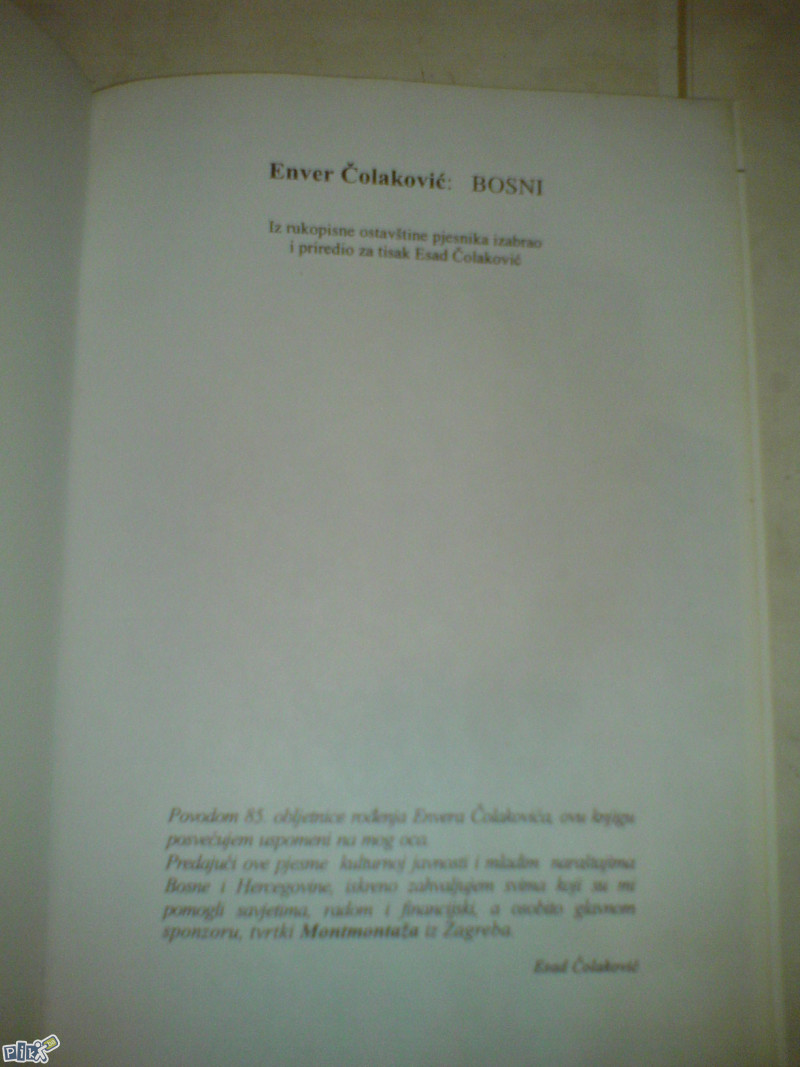 Enver Čolaković: BOSNI
Iz rukopisne ostavštine pjesnika izabrao
i priredio za tisak Esad Čolaković
Povodom 85. obljetnice rođenja Envera Čolakovića, ovu knjigu
posvećujem uspomeni na mog oca.
Predajući ove pjesme kulturnoj javnosti i mladim naraštajima
Bosne i Hercegovine, iskreno zahvaljujem svima koji su mi
pomogli savjetima, radom i financijski, a osobito glavnom
sponzoru, tvrtki Montmontaža iz Zagreba.
Esad Čolaković
pik